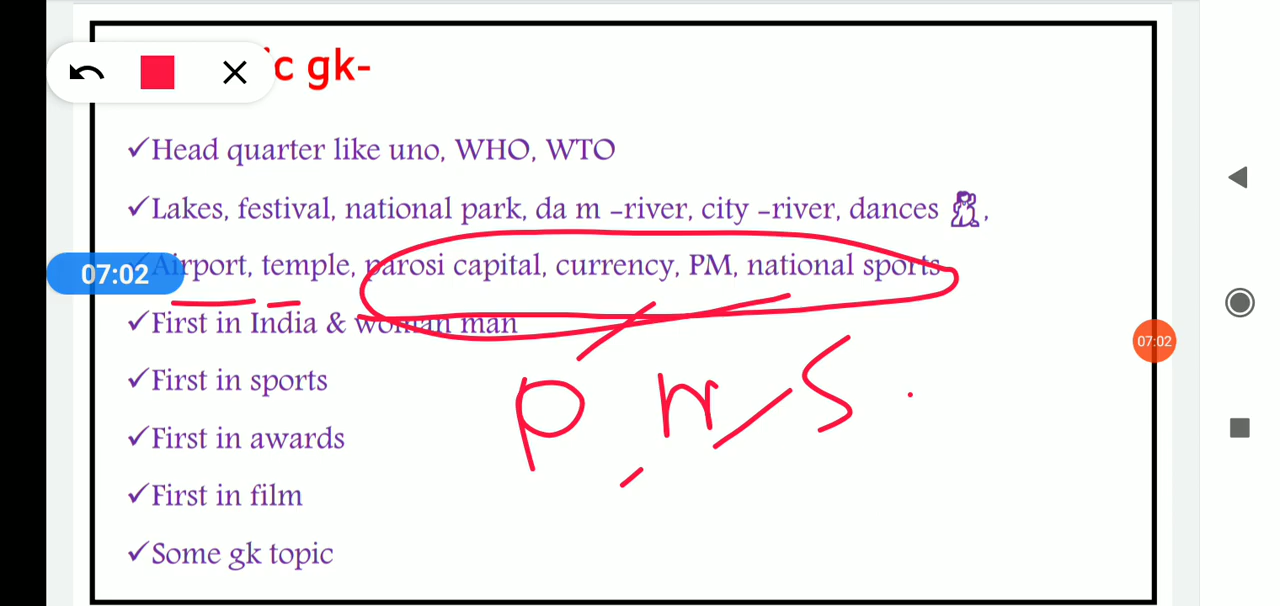 c gk-
✓Head quarter like uno, WHO, WTO
✓Lakes, festival, national park, da m -river, city -river, dances ,
07:02 Airport, temple, parosi capital, currency, PM, national sports
✓First in India & woman man
07:02
✓First in sports
P n S .
✓First in awards
✓First in film
✓Some gk topic